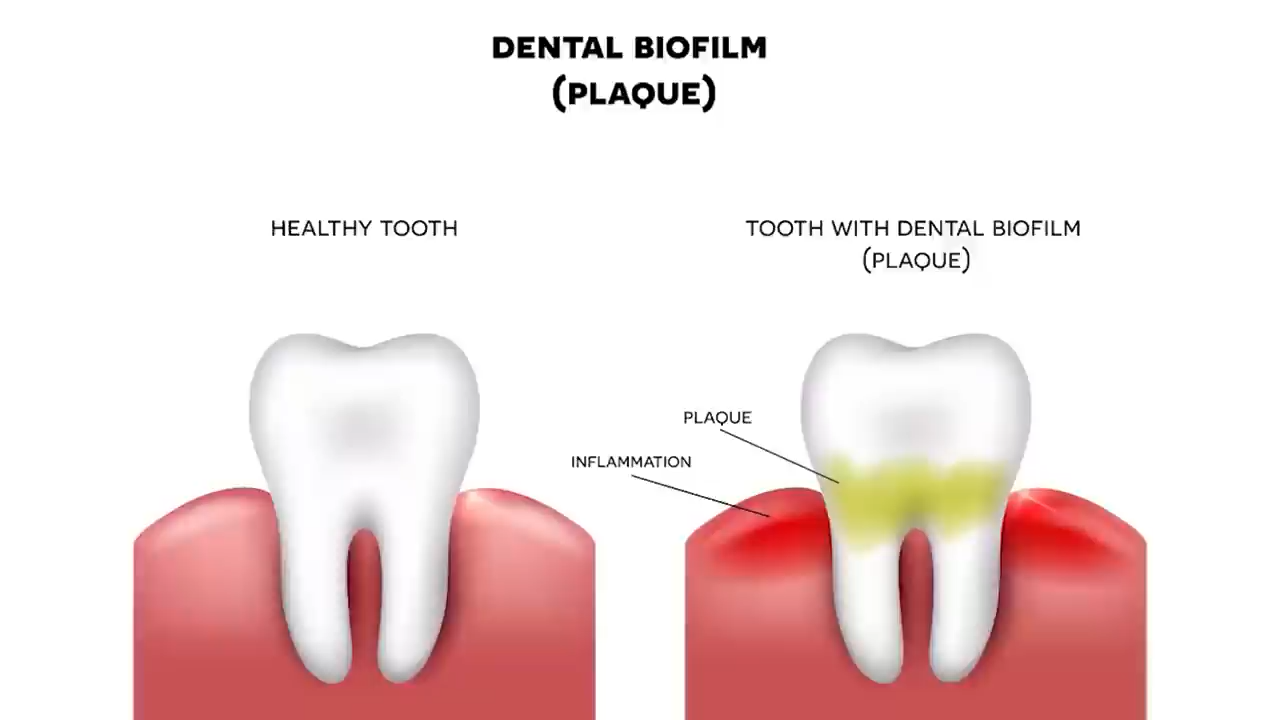 DENTAL BIOFILM
(PLAQUE)
HEALTHY TOOTH
TOOTH WITH DENTAL BIOFILM
(PLAQUE)
PLAQUE
INFLAMMATION